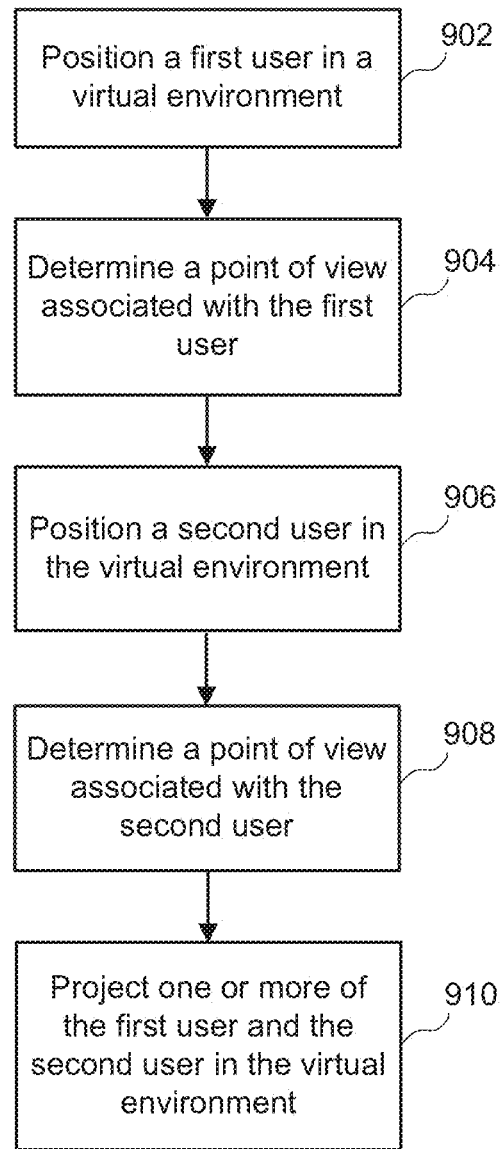 Position a first user in a
virtual environment
902
Determine a point of view
associated with the first
user
904
Position a second user in
the virtual environment
906
Determine a point of view
associated with the
second user
908
Project one or more of
the first user and the
second user in the virtual
environment
910